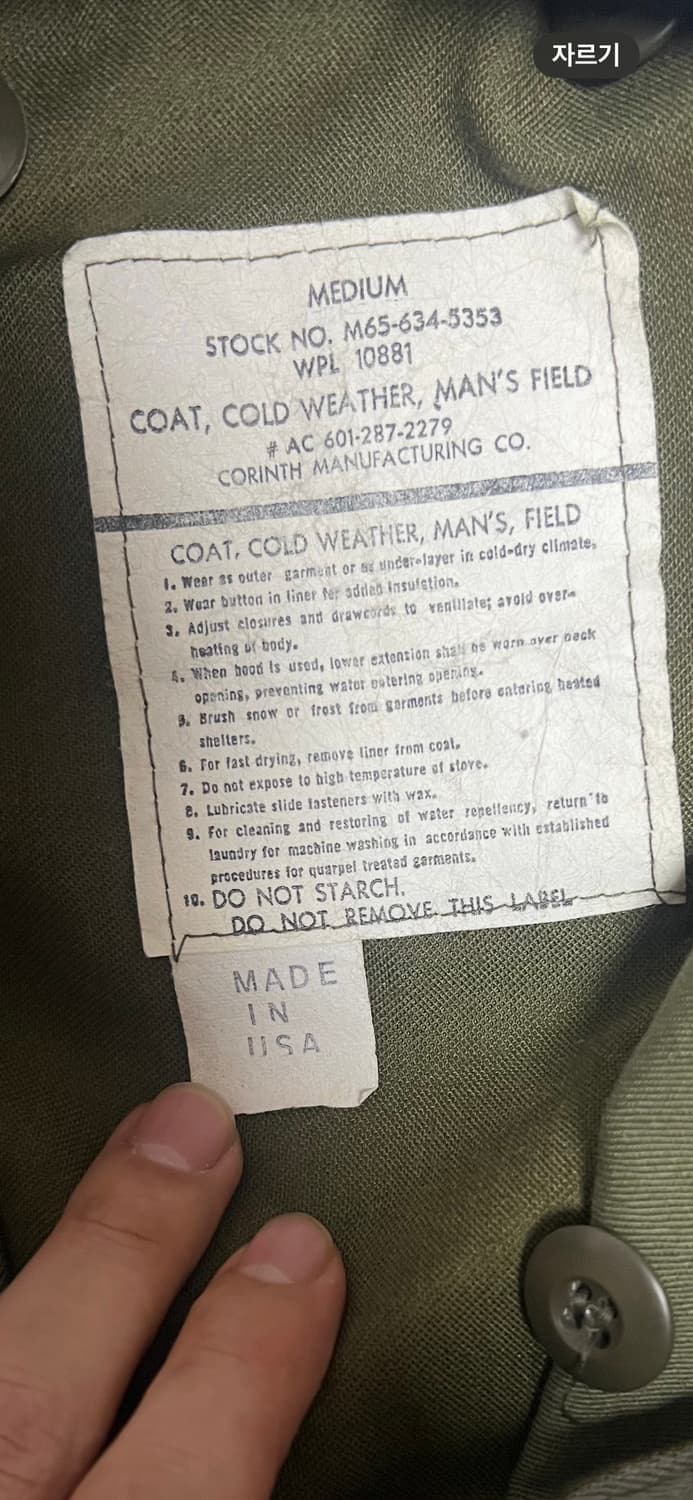 자르기
MEDIUM
STOCK NO. M65-634-5353
WPL 10881
COAT, COLD WEATHER, MAN'S FIELD
# AC 601-287-2279
CORINTH MANUFACTURING CO.
COAT, COLD WEATHER, MAN'S, FIELD
1. Wear as outer garment or as under-layer in cold-dry climate.
2. Wear button in liner for added insulation.
3. Adjust closures and drawcords to ventilate; avoid over-
heating of body.
4. When hood is used, lower extension shall be worn over back
opening, preventing water entering opening.
5. Brush snow or frost from garments before entering heated
shelters.
6. For fast drying, remove liner from coat.
7. Do not expose to high temperature of stove.
8. Lubricate slide fasteners with wax.
9. For cleaning and restoring of water repellency, return to
laundry for machine washing in accordance with established
procedures for quarpel treated garments.
10. DO NOT STARCH.
DO NOT REMOVE THIS LABEL
MADE
IN
USA